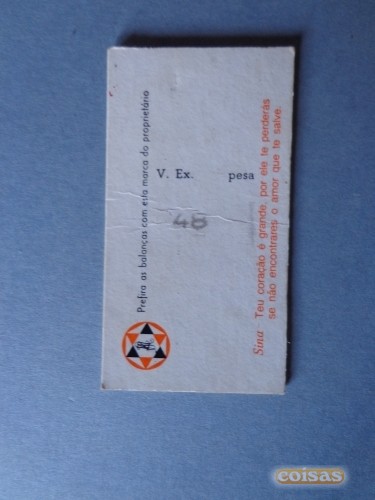 Prefira as balanças com esta marca do proprietário
V. Ex. pesa
48
Sina Teu coração é grande, por ele te perderás
se não encontrares o amor que te salve.
coisas